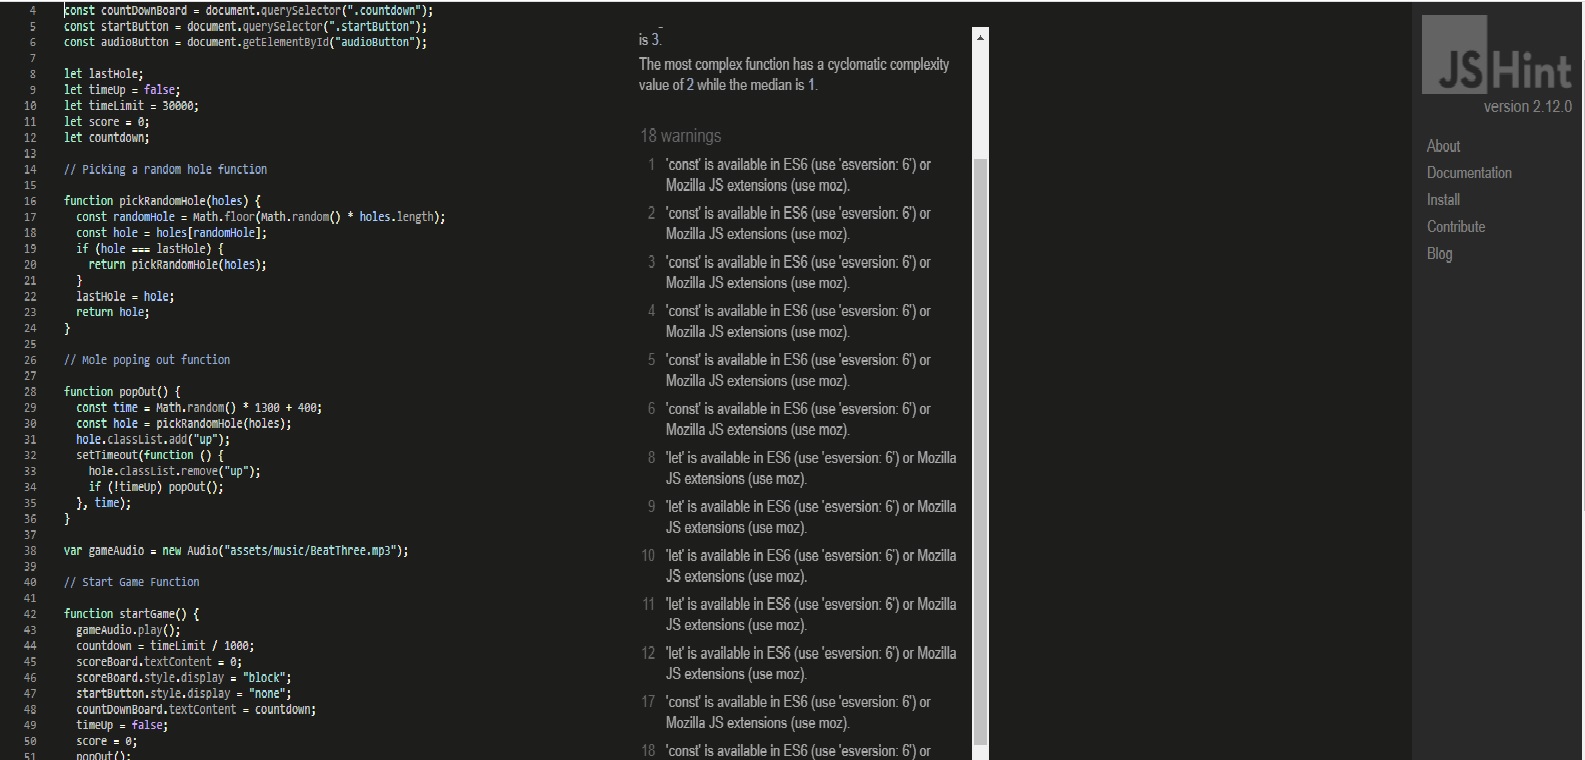 4 const countDownBoard = document.querySelector(".countdown");
5 const startButton = document.querySelector(".startButton");
6 const audioButton = document.getElementById("audioButton");
7
8 let lastHole;
9 let timeUp = false;
10 let timeLimit = 30000;
11 let score = 0;
12 let countdown;
13
14 // Picking a random hole function
15
16 function pickRandomHole(holes) {
17 const randomHole = Math.floor(Math.random() * holes.length);
18 const hole = holes[randomHole];
19 if (hole === lastHole) {
20 return pickRandomHole(holes);
21 }
22 lastHole = hole;
23 return hole;
24 }
25
26 // Mole poping out function
27
28 function popOut() {
29 const time = Math.random() * 1300 + 400;
30 const hole = pickRandomHole(holes);
31 hole.classList.add("up");
32 setTimeout(function () {
33 hole.classList.remove("up");
34 if (!timeUp) popOut();
35 }, time);
36 }
37
38 var gameAudio = new Audio("assets/music/BeatThree.mp3");
39
40 // Start Game Function
41
42 function startGame() {
43 gameAudio.play();
44 countdown = timeLimit / 1000;
45 scoreBoard.textContent = 0;
46 scoreBoard.style.display = "block";
47 startButton.style.display = "none";
48 countDownBoard.textContent = countdown;
49 timeUp = false;
50 score = 0;
51 popOut();
is 3.
The most complex function has a cyclomatic complexity
value of 2 while the median is 1.
18 warnings
1 'const' is available in ES6 (use 'esversion: 6') or
Mozilla JS extensions (use moz).
2 'const' is available in ES6 (use 'esversion: 6') or
Mozilla JS extensions (use moz).
3 'const' is available in ES6 (use 'esversion: 6') or
Mozilla JS extensions (use moz).
4 'const' is available in ES6 (use 'esversion: 6') or
Mozilla JS extensions (use moz).
5 'const' is available in ES6 (use 'esversion: 6') or
Mozilla JS extensions (use moz).
6 'const' is available in ES6 (use 'esversion: 6') or
Mozilla JS extensions (use moz).
8 'let' is available in ES6 (use 'esversion: 6') or Mozilla
JS extensions (use moz).
9 'let' is available in ES6 (use 'esversion: 6') or Mozilla
JS extensions (use moz).
10 'let' is available in ES6 (use 'esversion: 6') or Mozilla
JS extensions (use moz).
11 'let' is available in ES6 (use 'esversion: 6') or Mozilla
JS extensions (use moz).
12 'let' is available in ES6 (use 'esversion: 6') or Mozilla
JS extensions (use moz).
17 'const' is available in ES6 (use 'esversion: 6') or
Mozilla JS extensions (use moz).
18 'const' is available in ES6 (use 'esversion: 6') or
JSHint
version 2.12.0
About
Documentation
Install
Contribute
Blog